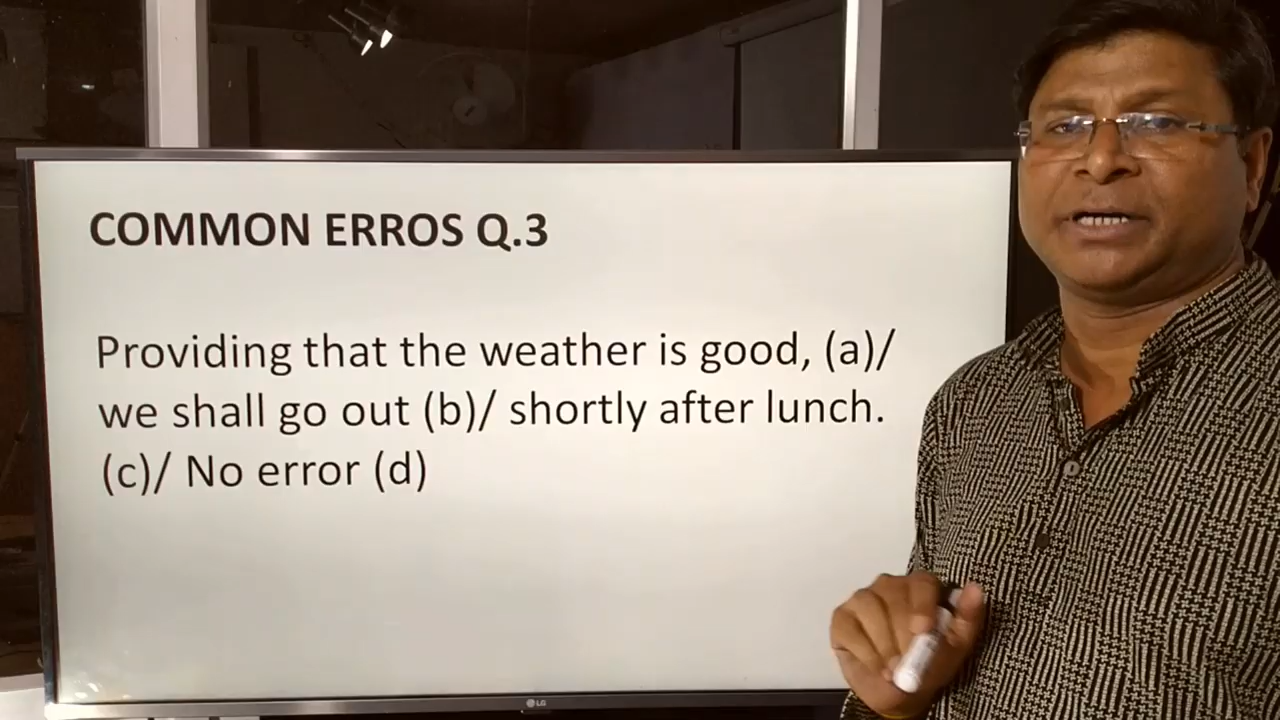 COMMON ERROS Q.3
Providing that the weather is good, (a)/
we shall go out (b)/ shortly after lunch.
(c)/ No error (d)
LG